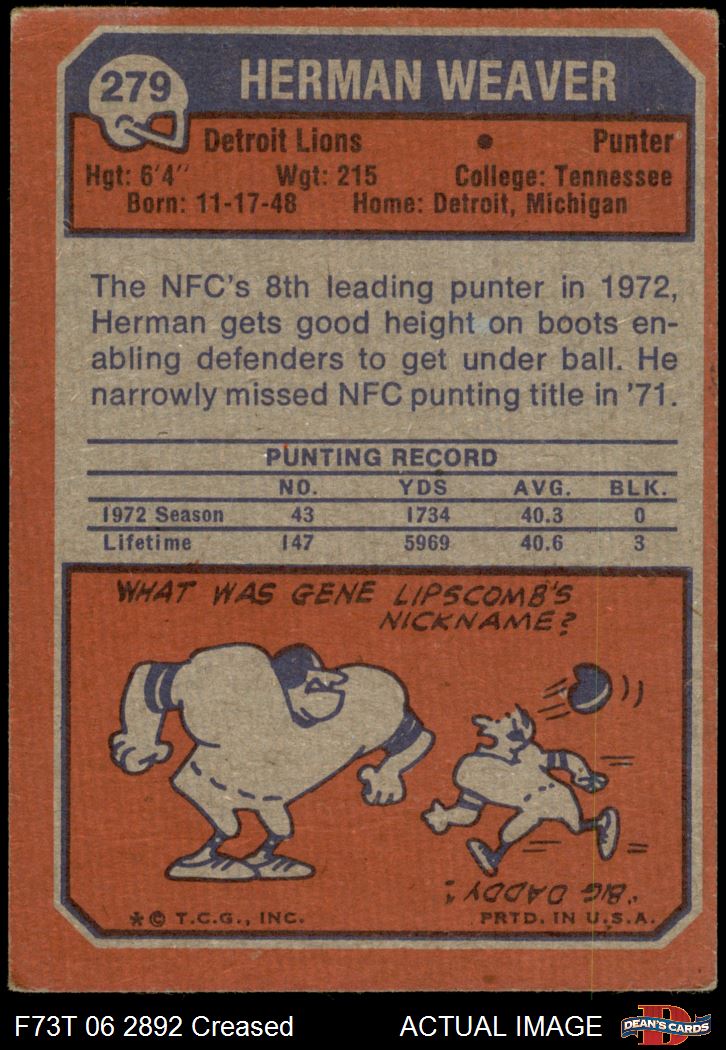 279
HERMAN WEAVER
Detroit Lions • Punter
Hgt: 6'4" Wgt: 215 College: Tennessee
Born: 11-17-48 Home: Detroit, Michigan
The NFC's 8th leading punter in 1972,
Herman gets good height on boots en-
abling defenders to get under ball. He
narrowly missed NFC punting title in '71.
PUNTING RECORD
NO. YDS AVG. BLK.
1972 Season 43 1734 40.3 0
Lifetime 147 5969 40.6 3
WHAT WAS GENE LIPSCOMB'S
NICKNAME?
"BIG DADDY!
* © T.C.G., INC. PRTD. IN U.S.A.
F73T 06 2892 Creased ACTUAL IMAGE
D
DEAN'S CARDS